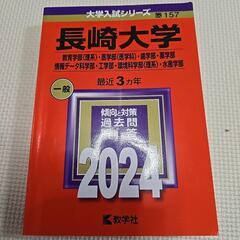 大学入試シリーズ
157
長崎大学
教育学部〈理系〉・医学部〈医学科〉・歯学部・薬学部
情報データ科学部・工学部・環境科学部〈理系〉・水産学部
最近3カ年
一般
傾向と対策
過去問
解答
2024
教学社